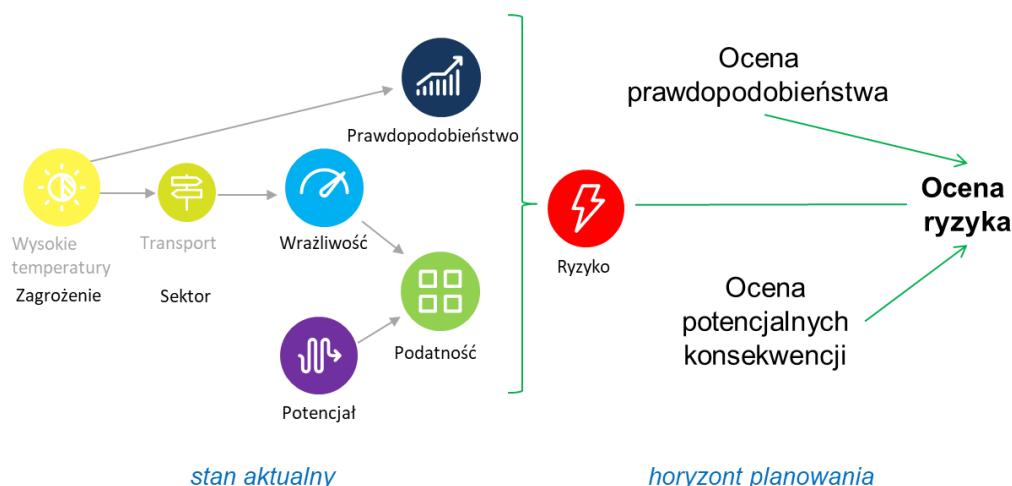 Prawdopodobieństwo
Wysokie
temperatury
Zagrożenie
Transport
Sektor
Wrażliwość
Podatność
Potencjał
stan aktualny
Ryzyko
Ocena
prawdopodobieństwa
Ocena
ryzyka
Ocena
potencjalnych
konsekwencji
horyzont planowania